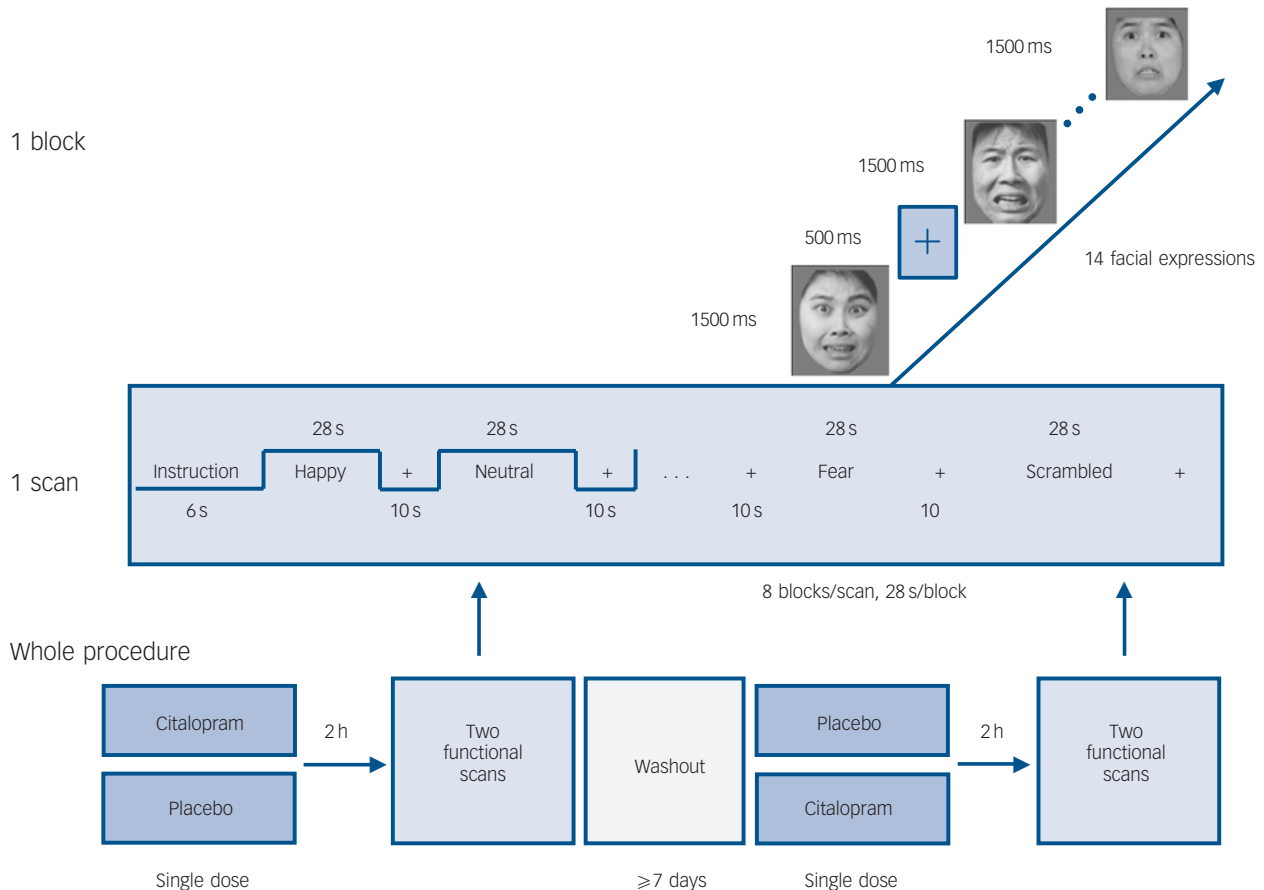 1500 ms
1 block
1500 ms
500 ms
+
14 facial expressions
1500 ms
28 s 28 s 28 s 28 s
1 scan
Instruction Happy + Neutral + . . . + Fear + Scrambled +
6 s 10 s 10 s 10 s 10
8 blocks/scan, 28 s/block
Whole procedure
Citalopram
Placebo
2 h
Two
functional
scans
Washout
Placebo
Citalopram
2 h
Two
functional
scans
Single dose ⩾7 days Single dose